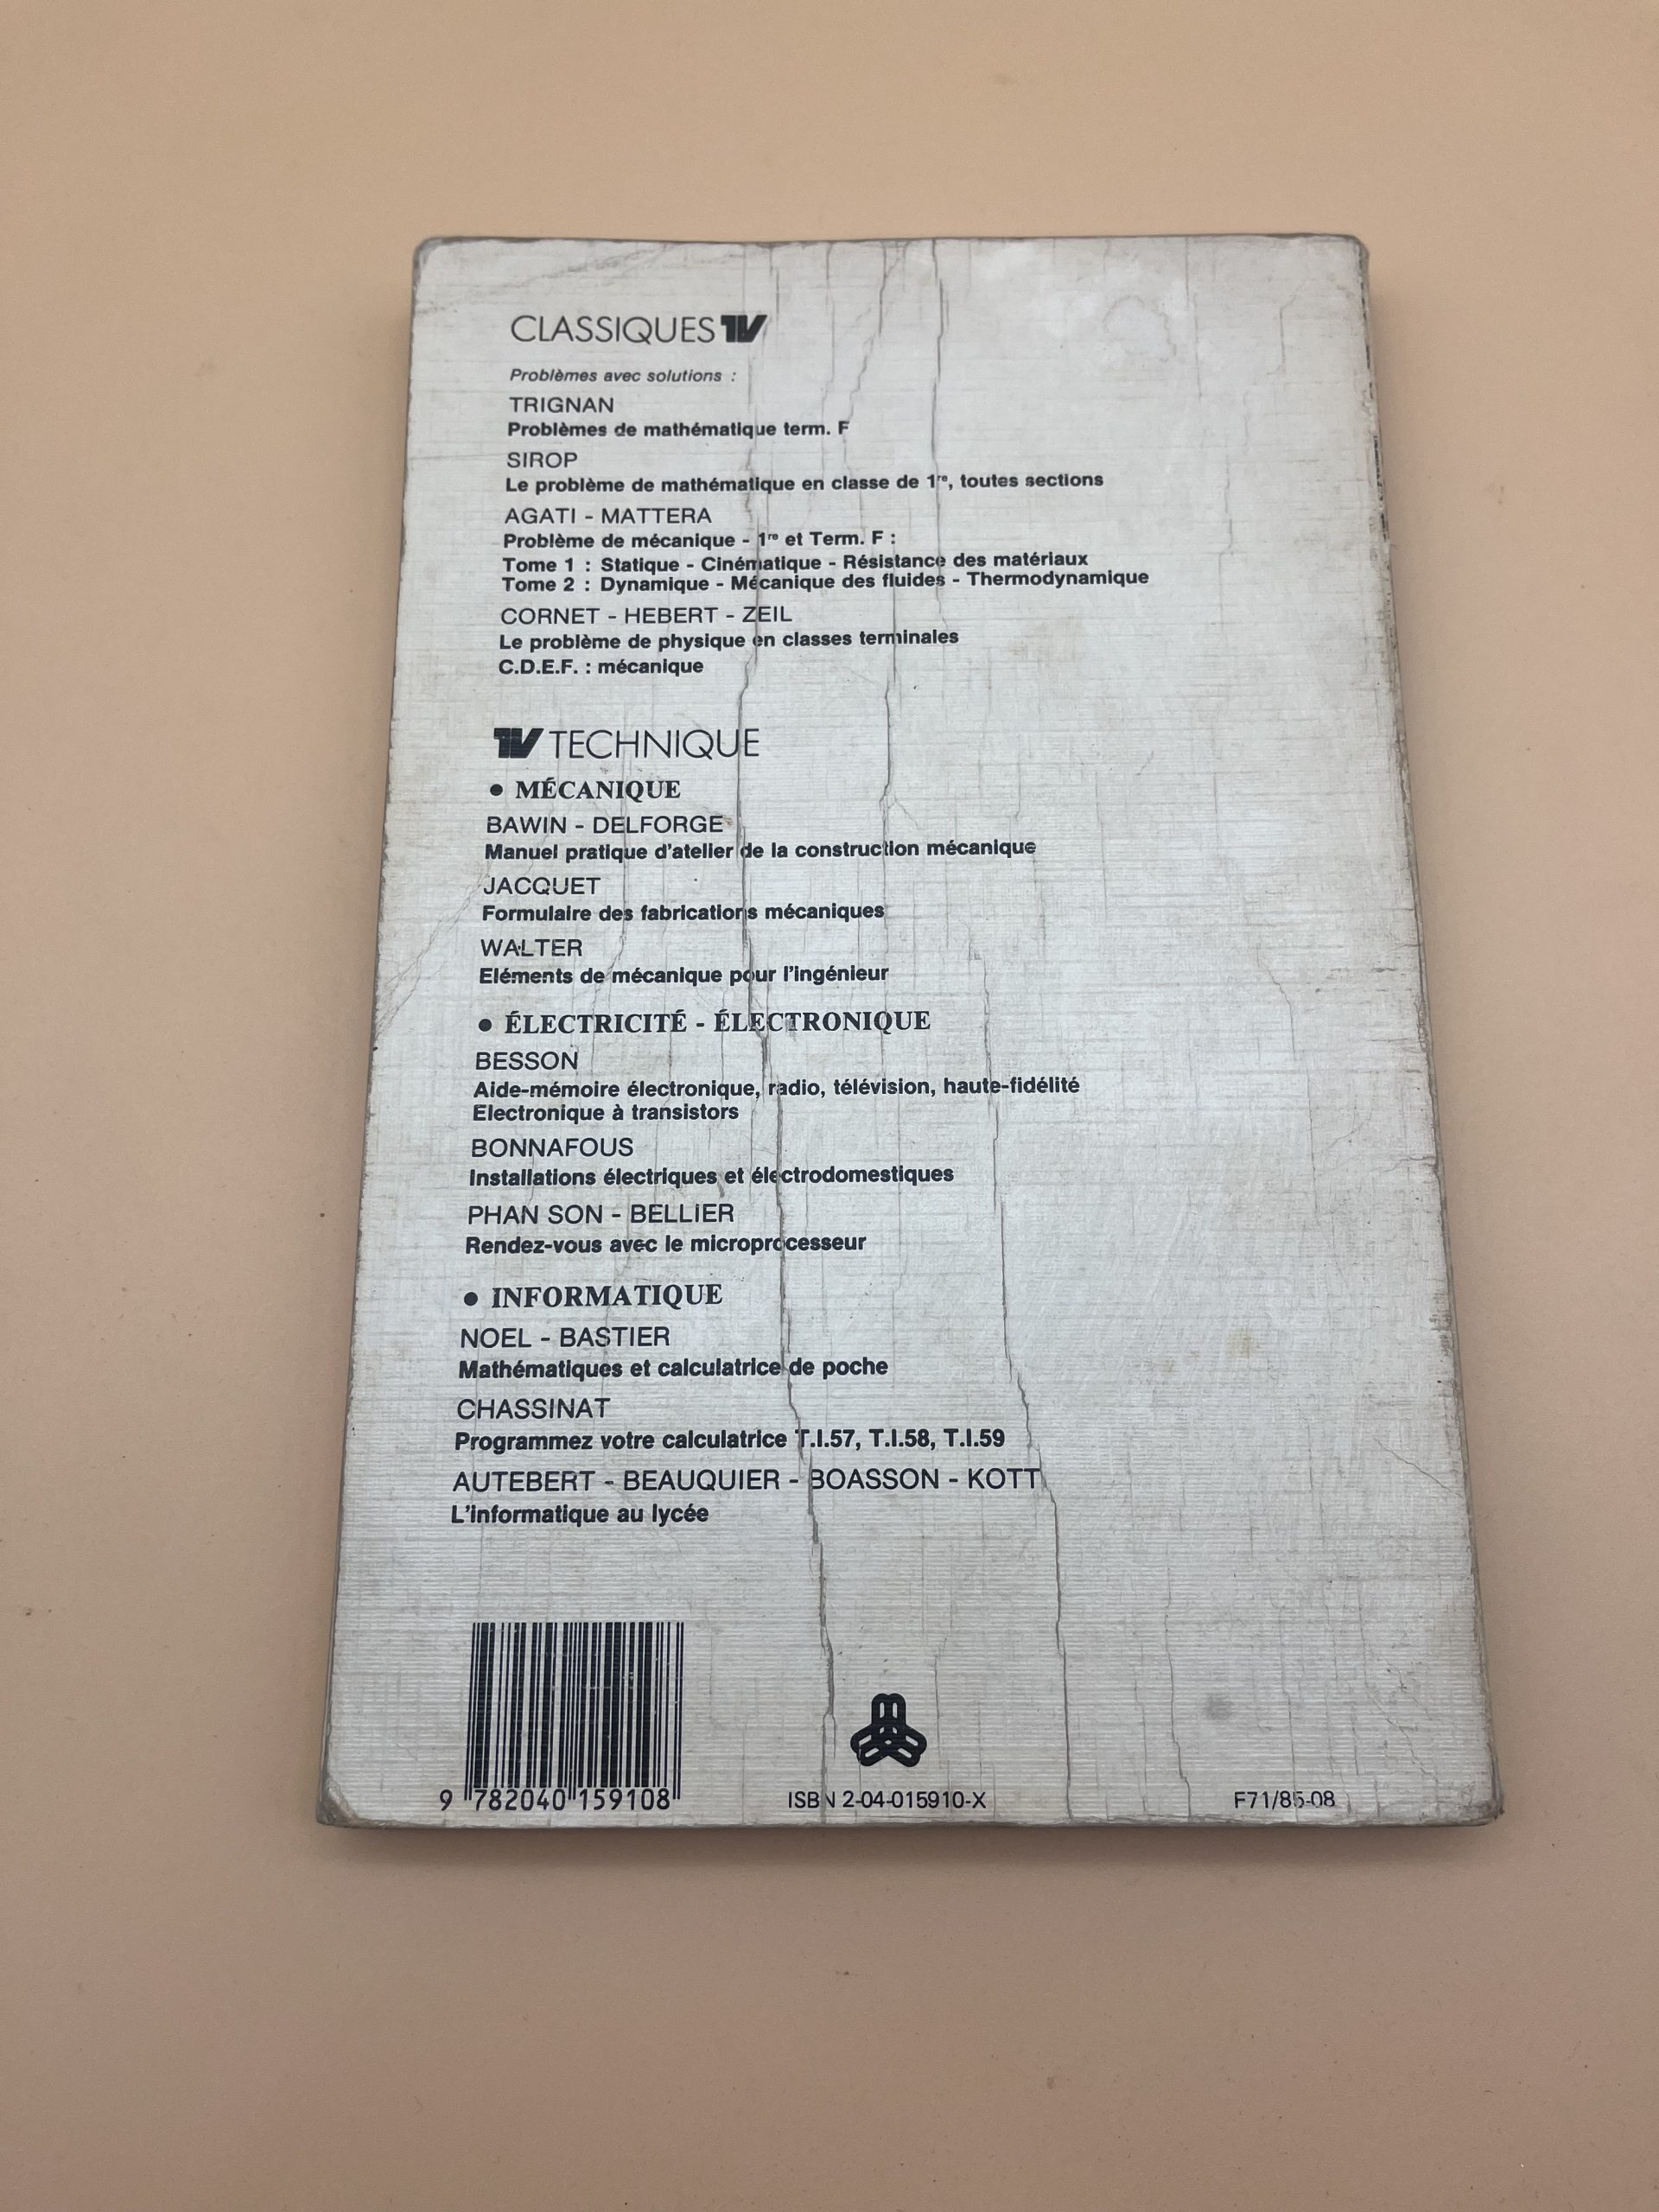 CLASSIQUES
Problèmes avec solutions :
TRIGNAN
Problèmes de mathématique term. F
SIROP
Le problème de mathématique en classe de 1re, toutes sections
AGATI - MATTERA
Problème de mécanique - 1re et Term. F :
Tome 1 : Statique - Cinématique - Résistance des matériaux
Tome 2 : Dynamique - Mécanique des fluides - Thermodynamique
CORNET - HEBERT - ZEIL
Le problème de physique en classes terminales
C.D.E.F. : mécanique
TECHNIQUE
• MÉCANIQUE
BAWIN - DELFORGE
Manuel pratique d'atelier de la construction mécanique
JACQUET
Formulaire des fabrications mécaniques
WALTER
Eléments de mécanique pour l'ingénieur
• ÉLECTRICITÉ - ÉLECTRONIQUE
BESSON
Aide-mémoire électronique, radio, télévision, haute-fidélité
Electronique à transistors
BONNAFOUS
Installations électriques et électrodomestiques
PHAN SON - BELLIER
Rendez-vous avec le microprocesseur
• INFORMATIQUE
NOEL - BASTIER
Mathématiques et calculatrice de poche
CHASSINAT
Programmez votre calculatrice T.I.57, T.I.58, T.I.59
AUTEBERT - BEAUQUIER - BOASSON - KOTT
L'informatique au lycée
9 782040 159108
ISBN 2-04-015910-X
F71/85-08